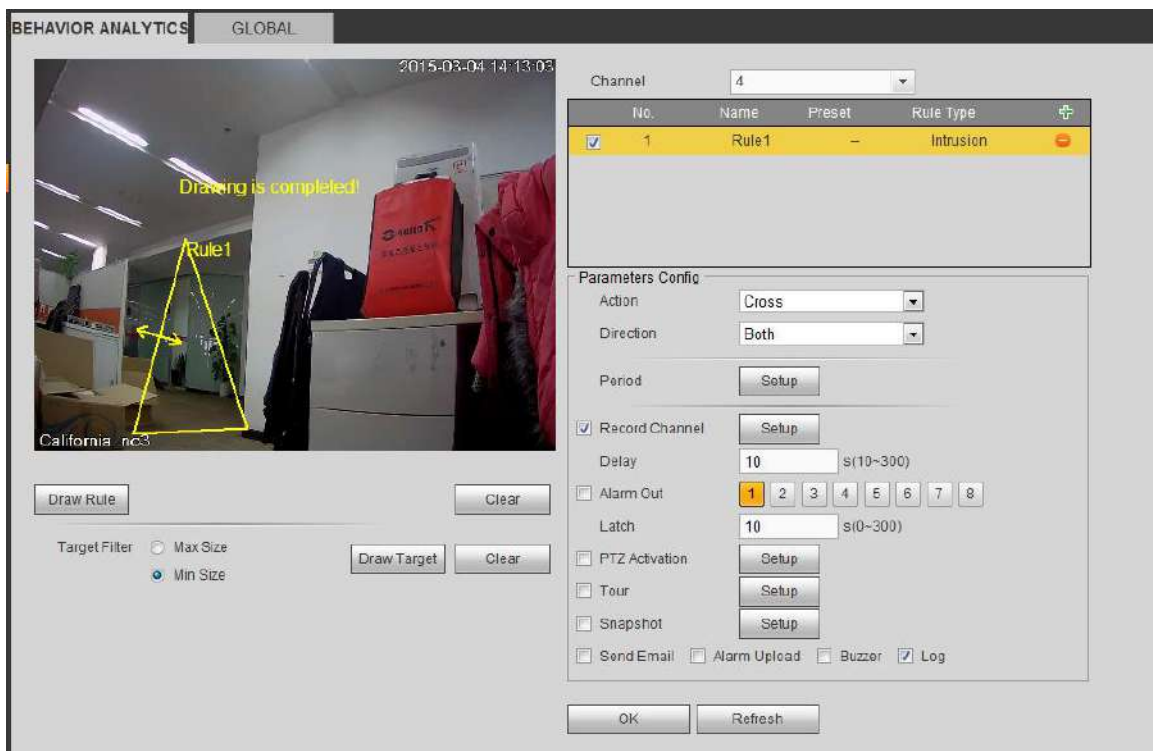 BEHAVIOR ANALYTICS GLOBAL
2015-03-04 14:13:03
Drawing is completed!
Rule1
California nc3
Draw Rule Clear
Target Filter Max Size
Min Size
Draw Target Clear
Channel 4
No. Name Preset Rule Type
1 Rule1 – Intrusion
Parameters Config
Action Cross
Direction Both
Period Setup
Record Channel Setup
Delay 10 s(10~300)
Alarm Out 1 2 3 4 5 6 7 8
Latch 10 s(0~300)
PTZ Activation Setup
Tour Setup
Snapshot Setup
Send Email Alarm Upload Buzzer Log
OK Refresh